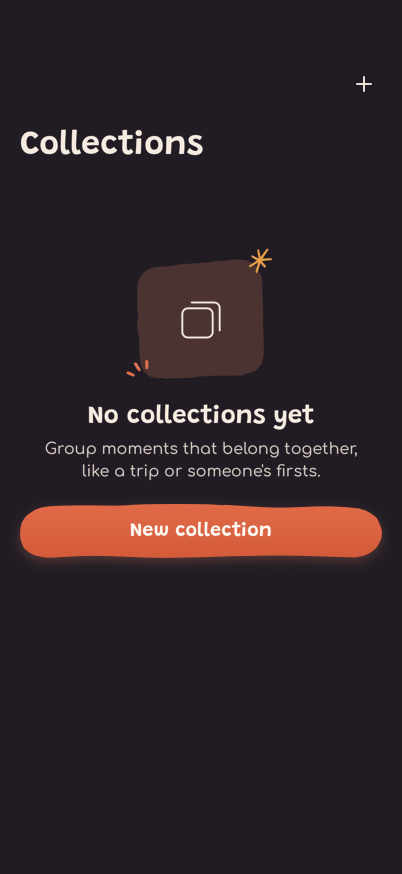 Collections
No collections yet
Group moments that belong together,
like a trip or someone's firsts.
New collection